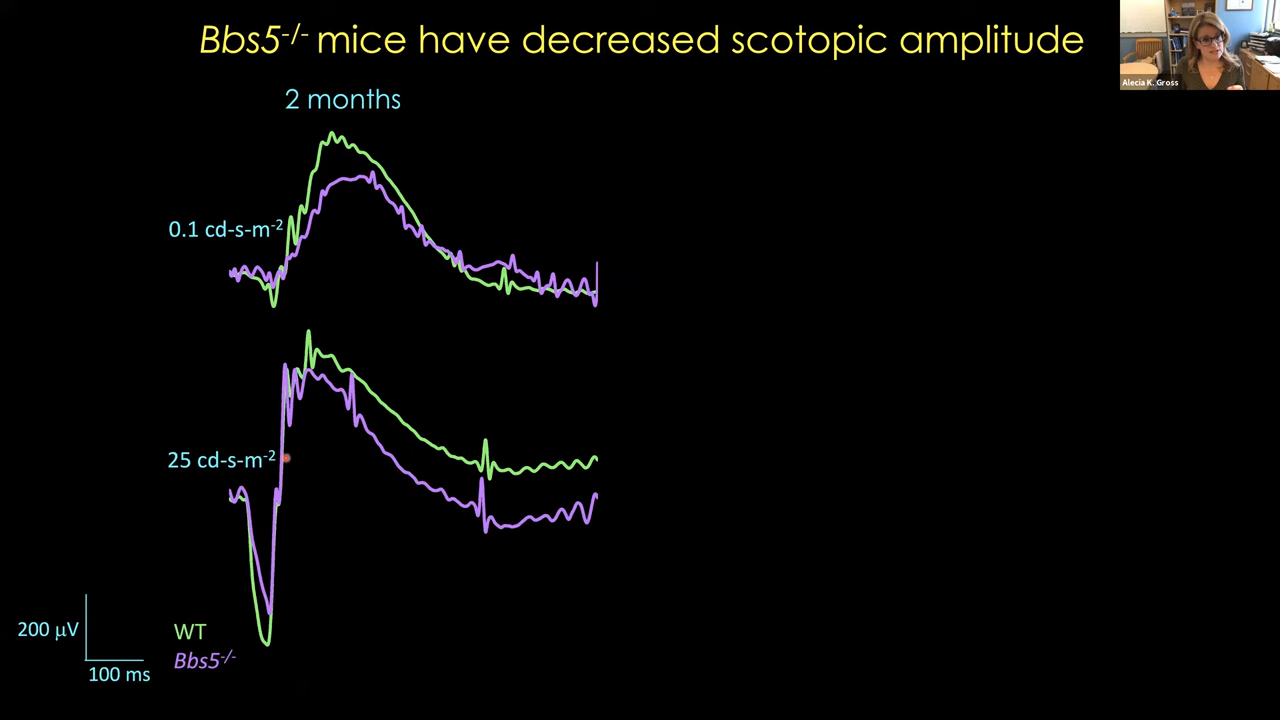 Bbs5-/- mice have decreased scotopic amplitude
Alecia K. Gross
2 months
0.1 cd-s-m-2
25 cd-s-m-2
200 µV
100 ms
WT
Bbs5-/-